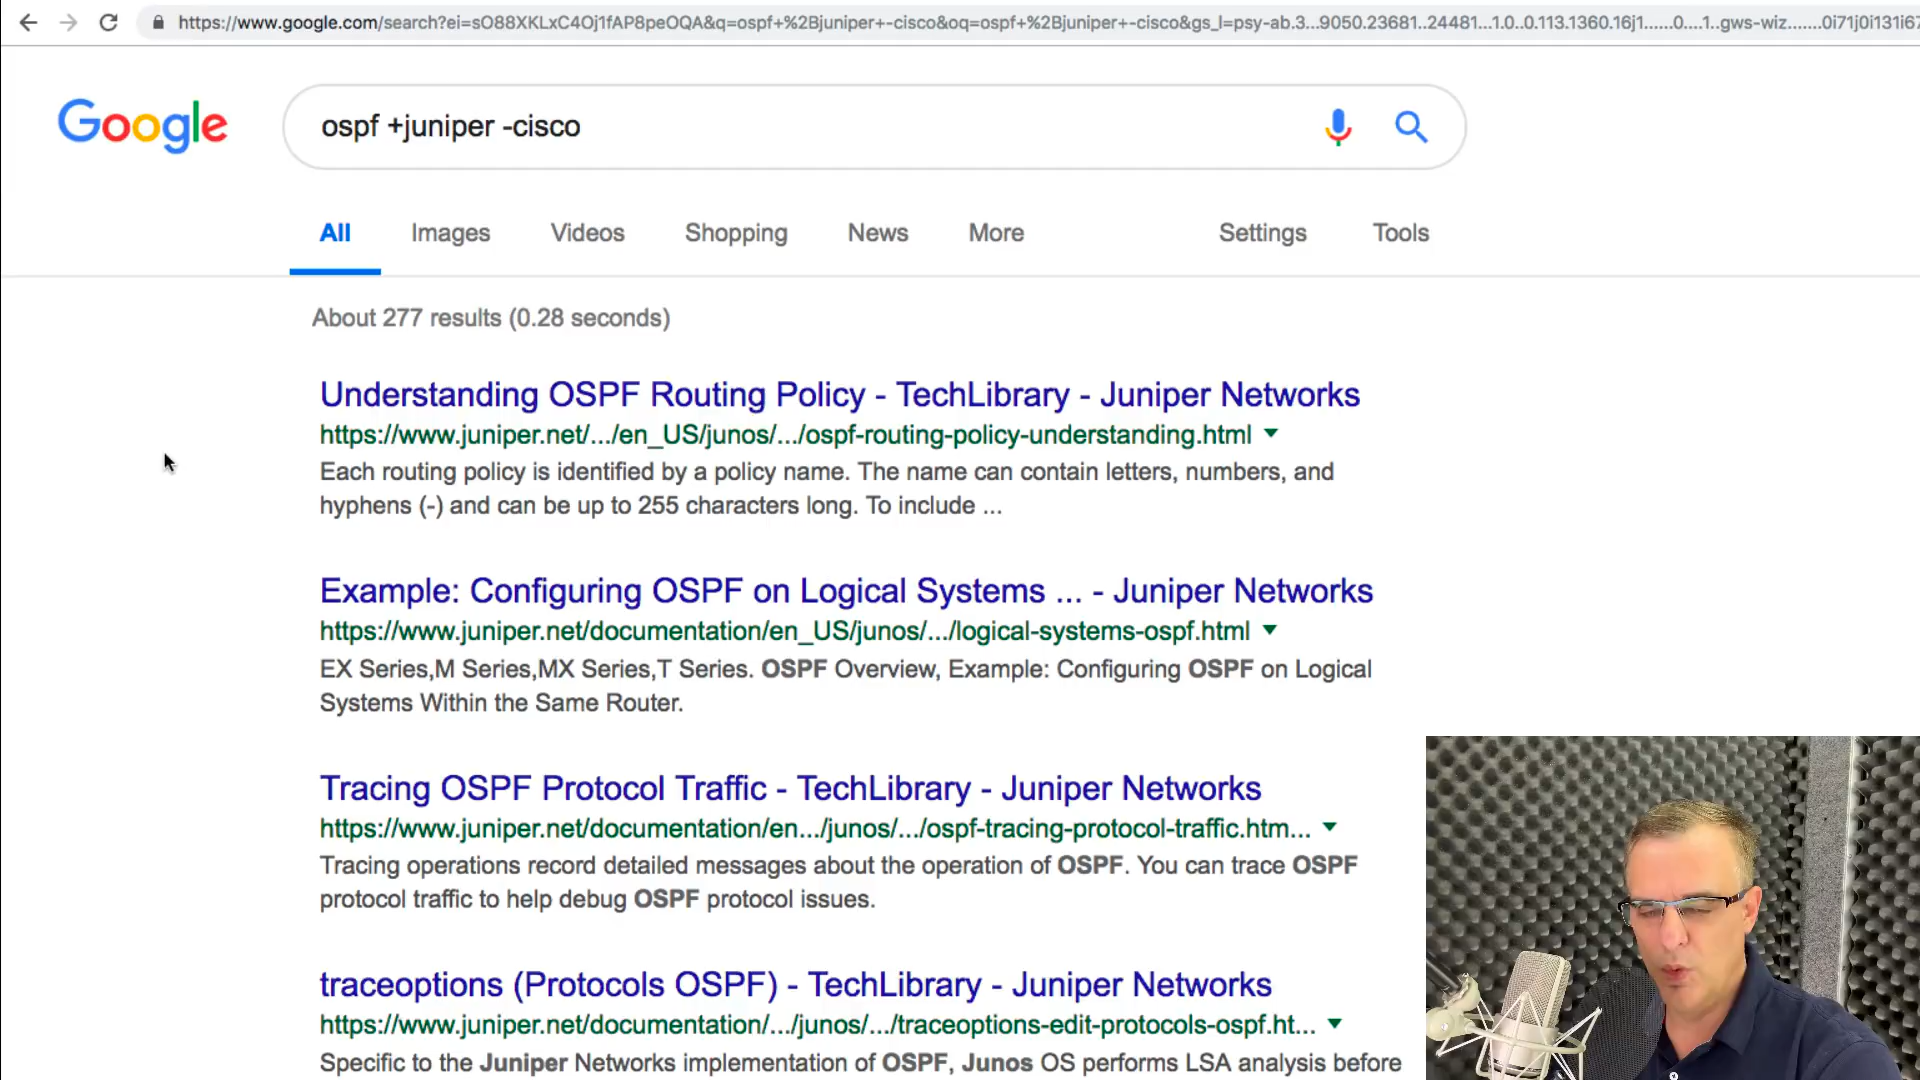 https://www.google.com/search?ei=sO88XKLxC4Oj1fAP8peOQA&q=ospf+%2Bjuniper+-cisco&oq=ospf+%2Bjuniper+-cisco&gs_l=psy-ab.3...9050.23681..24481...1.0..0.113.1360.16j1......0....1..gws-wiz.......0i71j0i131i67
Google
ospf +juniper -cisco
All Images Videos Shopping News More Settings Tools
About 277 results (0.28 seconds)
Understanding OSPF Routing Policy - TechLibrary - Juniper Networks
https://www.juniper.net/.../en_US/junos/.../ospf-routing-policy-understanding.html
Each routing policy is identified by a policy name. The name can contain letters, numbers, and
hyphens (-) and can be up to 255 characters long. To include ...
Example: Configuring OSPF on Logical Systems ... - Juniper Networks
https://www.juniper.net/documentation/en_US/junos/.../logical-systems-ospf.html
EX Series,M Series,MX Series,T Series. OSPF Overview, Example: Configuring OSPF on Logical
Systems Within the Same Router.
Tracing OSPF Protocol Traffic - TechLibrary - Juniper Networks
https://www.juniper.net/documentation/en.../junos/.../ospf-tracing-protocol-traffic.htm...
Tracing operations record detailed messages about the operation of OSPF. You can trace OSPF
protocol traffic to help debug OSPF protocol issues.
traceoptions (Protocols OSPF) - TechLibrary - Juniper Networks
https://www.juniper.net/documentation/.../junos/.../traceoptions-edit-protocols-ospf.ht...
Specific to the Juniper Networks implementation of OSPF, Junos OS performs LSA analysis before